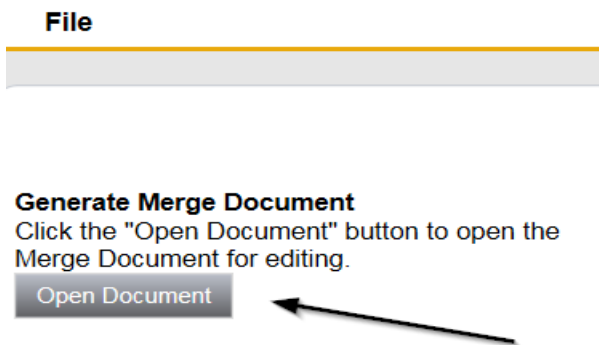 File
Generate Merge Document
Click the "Open Document" button to open the
Merge Document for editing.
Open Document